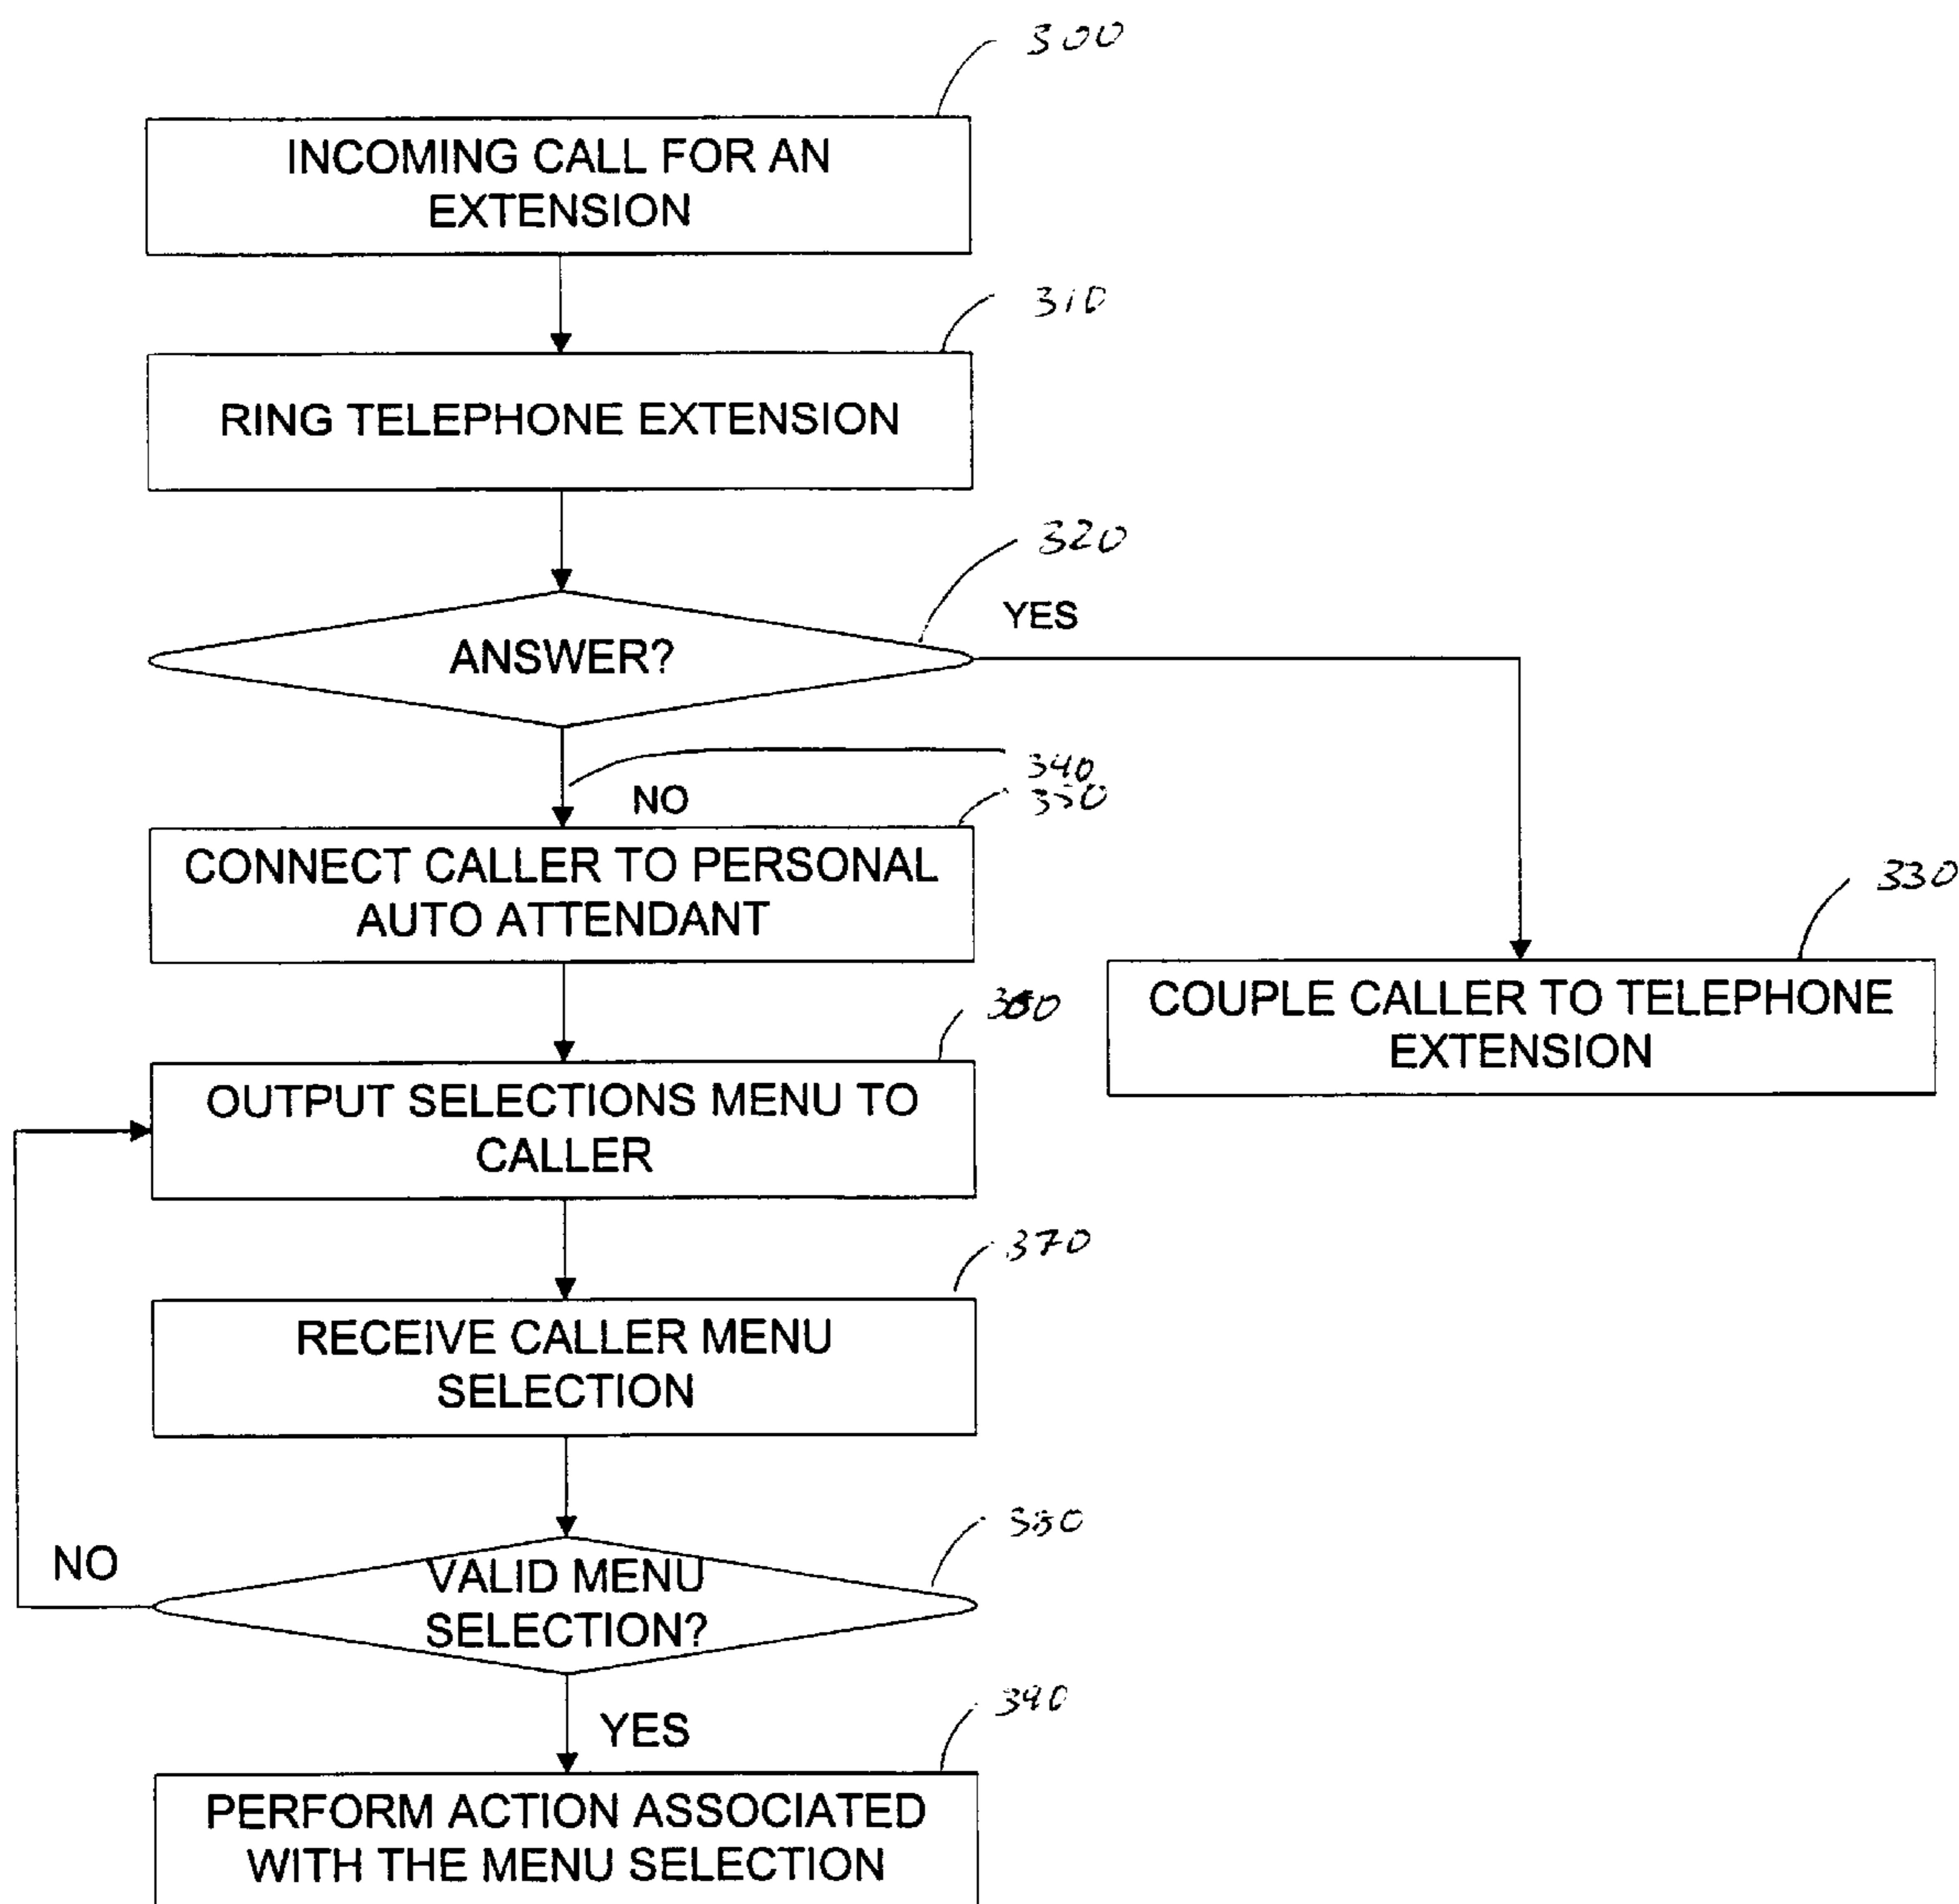 300
INCOMING CALL FOR AN
EXTENSION
310
RING TELEPHONE EXTENSION
320
ANSWER?
YES
340
NO
350
CONNECT CALLER TO PERSONAL
AUTO ATTENDANT
330
COUPLE CALLER TO TELEPHONE
EXTENSION
OUTPUT SELECTIONS MENU TO
CALLER
370
RECEIVE CALLER MENU
SELECTION
380
NO
VALID MENU
SELECTION?
390
YES
PERFORM ACTION ASSOCIATED
WITH THE MENU SELECTION